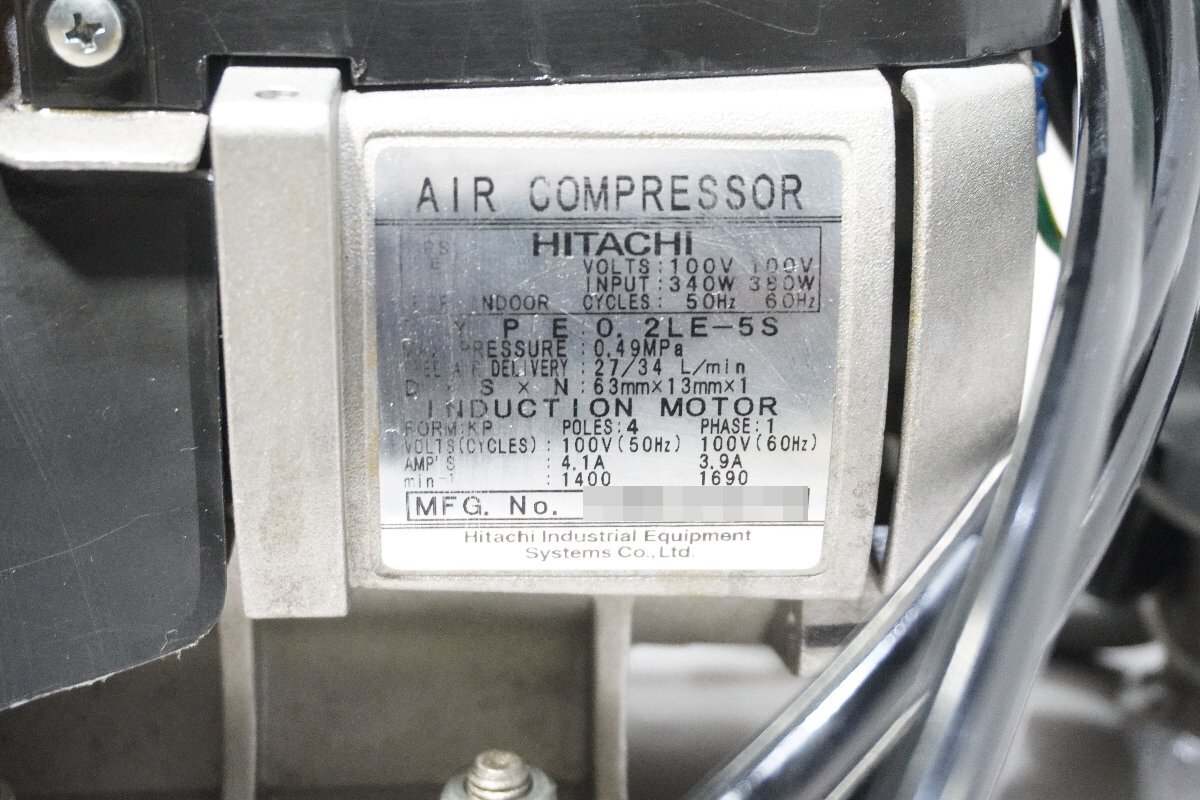 AIR COMPRESSOR
HITACHI
VOLTS: 100V 100V
INPUT: 340W 380W
INDOOR CYCLES: 50Hz 60Hz
P E 0. 2LE-5S
PRESSURE : 0.49MPa
AIR DELIVERY : 27/34 L/min
D × S × N : 63mm×13mm×1
INDUCTION MOTOR
FORM:KP POLES:4 PHASE:1
VOLTS(CYCLES): 100V(50Hz) 100V(60Hz)
AMP'S : 4.1A 3.9A
min⁻¹ : 1400 1690
MFG. No.
Hitachi Industrial Equipment
Systems Co., Ltd.